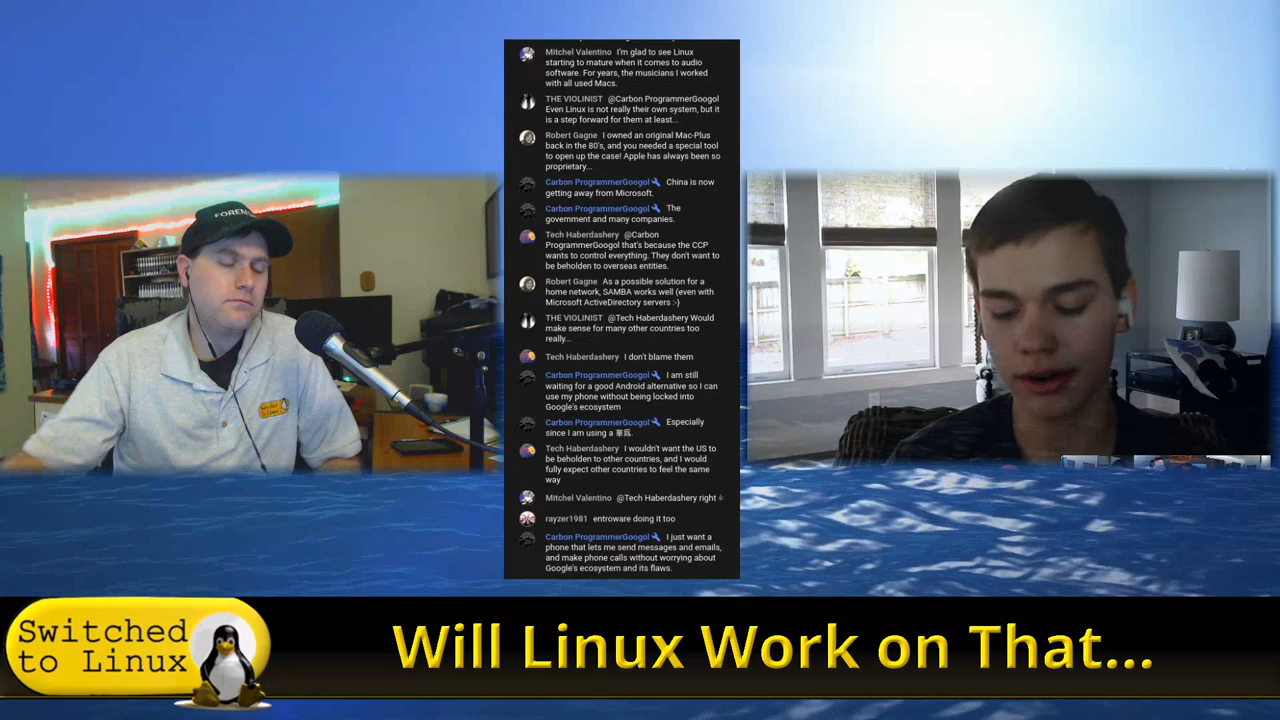 Mitchel Valentino I'm glad to see Linux
starting to mature when it comes to audio
software. For years, the musicians I worked
with all used Macs.
THE VIOLINIST @Carbon ProgrammerGoogol
Even Linux is not really their own system, but it
is a step forward for them at least...
Robert Gagne I owned an original Mac-Plus
back in the 80's, and you needed a special tool
to open up the case! Apple has always been so
proprietary...
Carbon ProgrammerGoogol China is now
getting away from Microsoft.
Carbon ProgrammerGoogol The
government and many companies.
Tech Haberdashery @Carbon
ProgrammerGoogol that's because the CCP
wants to control everything. They don't want to
be beholden to overseas entities.
Robert Gagne As a possible solution for a
home network, SAMBA works well (even with
Microsoft ActiveDirectory servers :-}
THE VIOLINIST @Tech Haberdashery Would
make sense for many other countries too
really...
Tech Haberdashery I don't blame them
Carbon ProgrammerGoogol I am still
waiting for a good Android alternative so I can
use my phone without being locked into
Google's ecosystem
Carbon ProgrammerGoogol Especially
since I am using a 華爲.
Tech Haberdashery I wouldn't want the US to
be beholden to other countries, and I would
fully expect other countries to feel the same
way
Mitchel Valentino @Tech Haberdashery right
rayzer1981 entroware doing it too
Carbon ProgrammerGoogol I just want a
phone that lets me send messages and emails,
and make phone calls without worrying about
Google's ecosystem and its flaws.
Switched
to Linux
Will Linux Work on That...